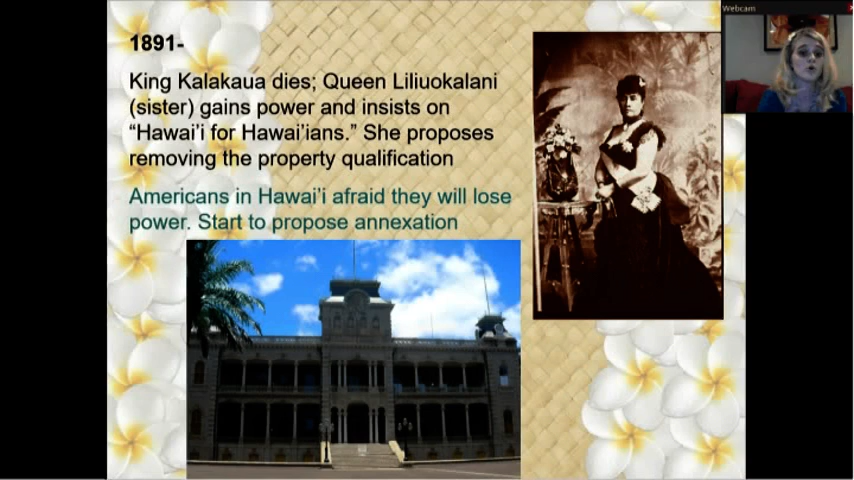 1891-
King Kalakaua dies; Queen Liliuokalani
(sister) gains power and insists on
“Hawai’i for Hawai’ians.” She proposes
removing the property qualification
Americans in Hawai’i afraid they will lose
power. Start to propose annexation
Webcam